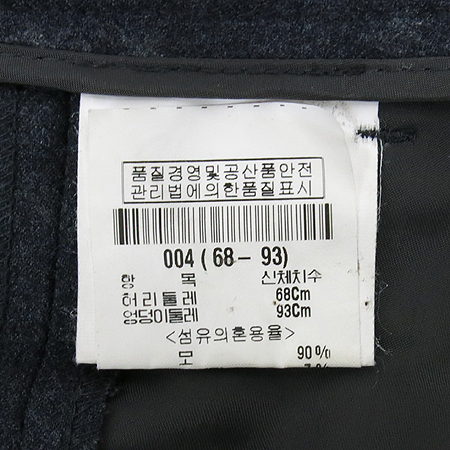 품질경영및공산품안전
관리법에의한품질표시
004 ( 68 - 93)
항 목 신체치수
허리둘레 68Cm
엉덩이둘레 93Cm
<섬유의혼용율>
모 90%